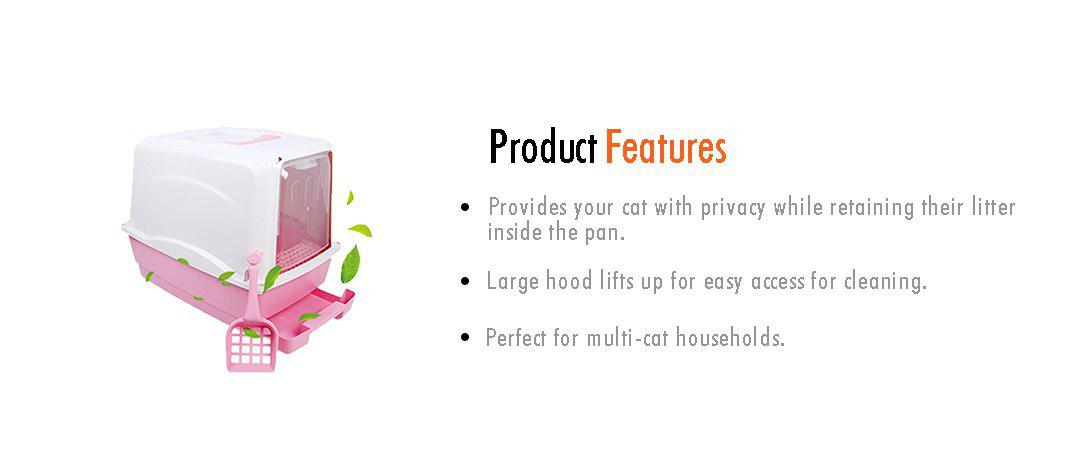 Product Features
• Provides your cat with privacy while retaining their litter
inside the pan.
• Large hood lifts up for easy access for cleaning.
• Perfect for multi-cat households.